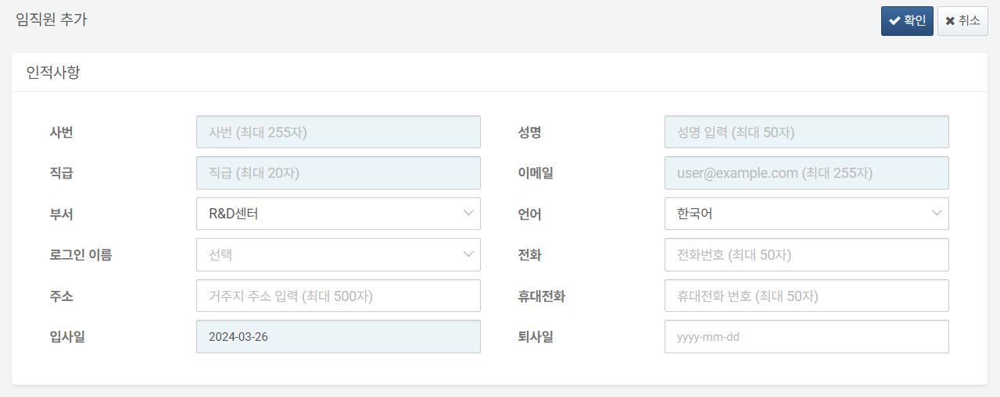 임직원 추가
확인 취소
인적사항
사번 사번 (최대 255자) 성명 성명 입력 (최대 50자)
직급 직급 (최대 20자) 이메일 user@example.com (최대 255자)
부서 R&D센터 언어 한국어
로그인 이름 선택 전화 전화번호 (최대 50자)
주소 거주지 주소 입력 (최대 500자) 휴대전화 휴대전화 번호 (최대 50자)
입사일 2024-03-26 퇴사일 yyyy-mm-dd